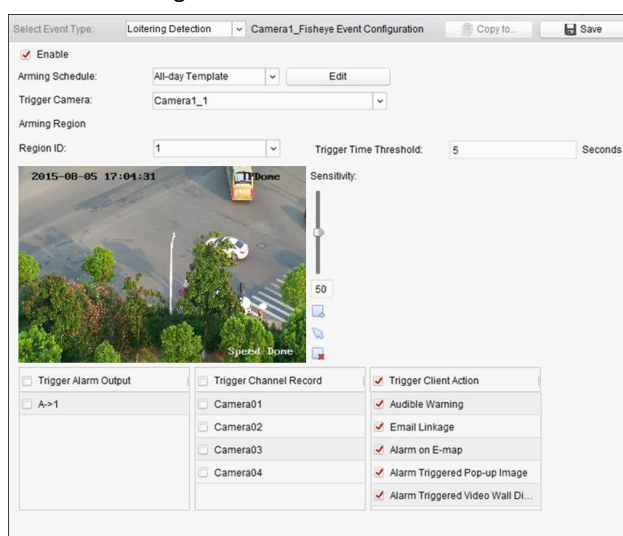 Select Event Type: Loitering Detection Camera1_Fisheye Event Configuration Copy to... Save
Enable
Arming Schedule: All-day Template Edit
Trigger Camera: Camera1_1
Arming Region
Region ID: 1 Trigger Time Threshold: 5 Seconds
2015-08-05 17:04:31 IPDome Sensitivity:
50
Speed Dome
Trigger Alarm Output Trigger Channel Record Trigger Client Action
A->1 Camera01 Audible Warning
Camera02 Email Linkage
Camera03 Alarm on E-map
Camera04 Alarm Triggered Pop-up Image
Alarm Triggered Video Wall Di...